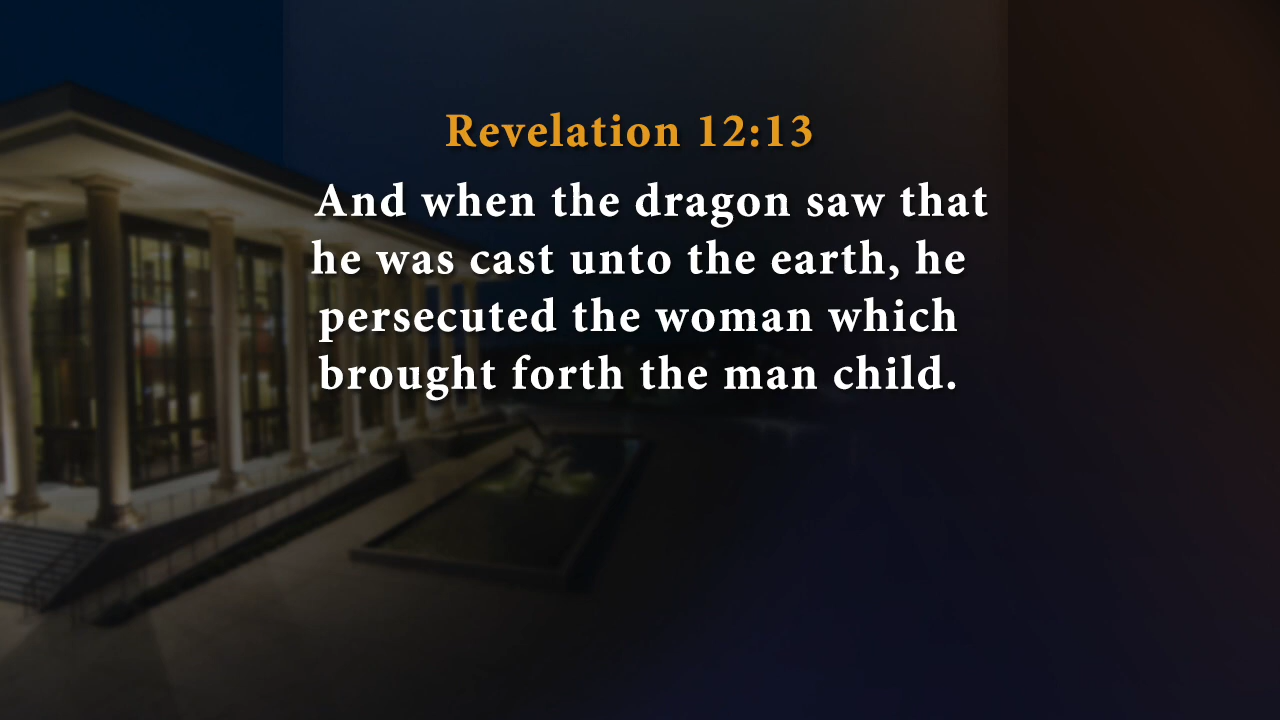 Revelation 12:13
And when the dragon saw that
he was cast unto the earth, he
persecuted the woman which
brought forth the man child.